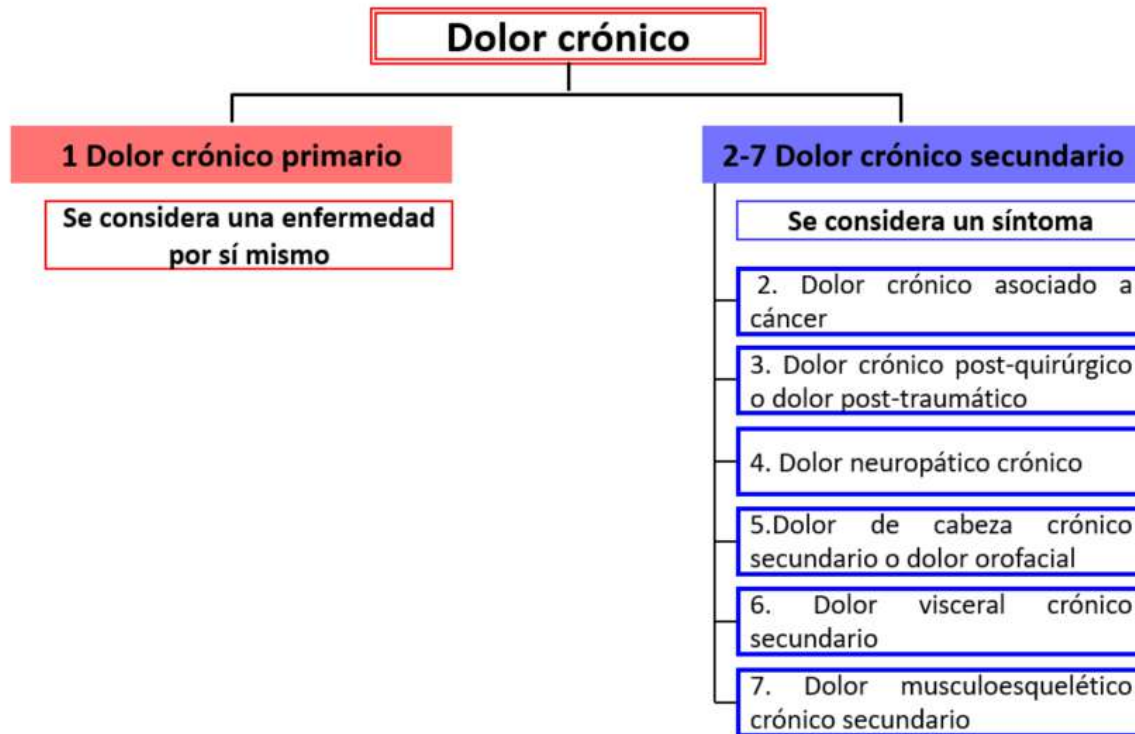 Dolor crónico
1 Dolor crónico primario
Se considera una enfermedad
por sí mismo
2-7 Dolor crónico secundario
Se considera un síntoma
2. Dolor crónico asociado a
cáncer
3. Dolor crónico post-quirúrgico
o dolor post-traumático
4. Dolor neuropático crónico
5.Dolor de cabeza crónico
secundario o dolor orofacial
6. Dolor visceral crónico
secundario
7. Dolor musculoesquelético
crónico secundario